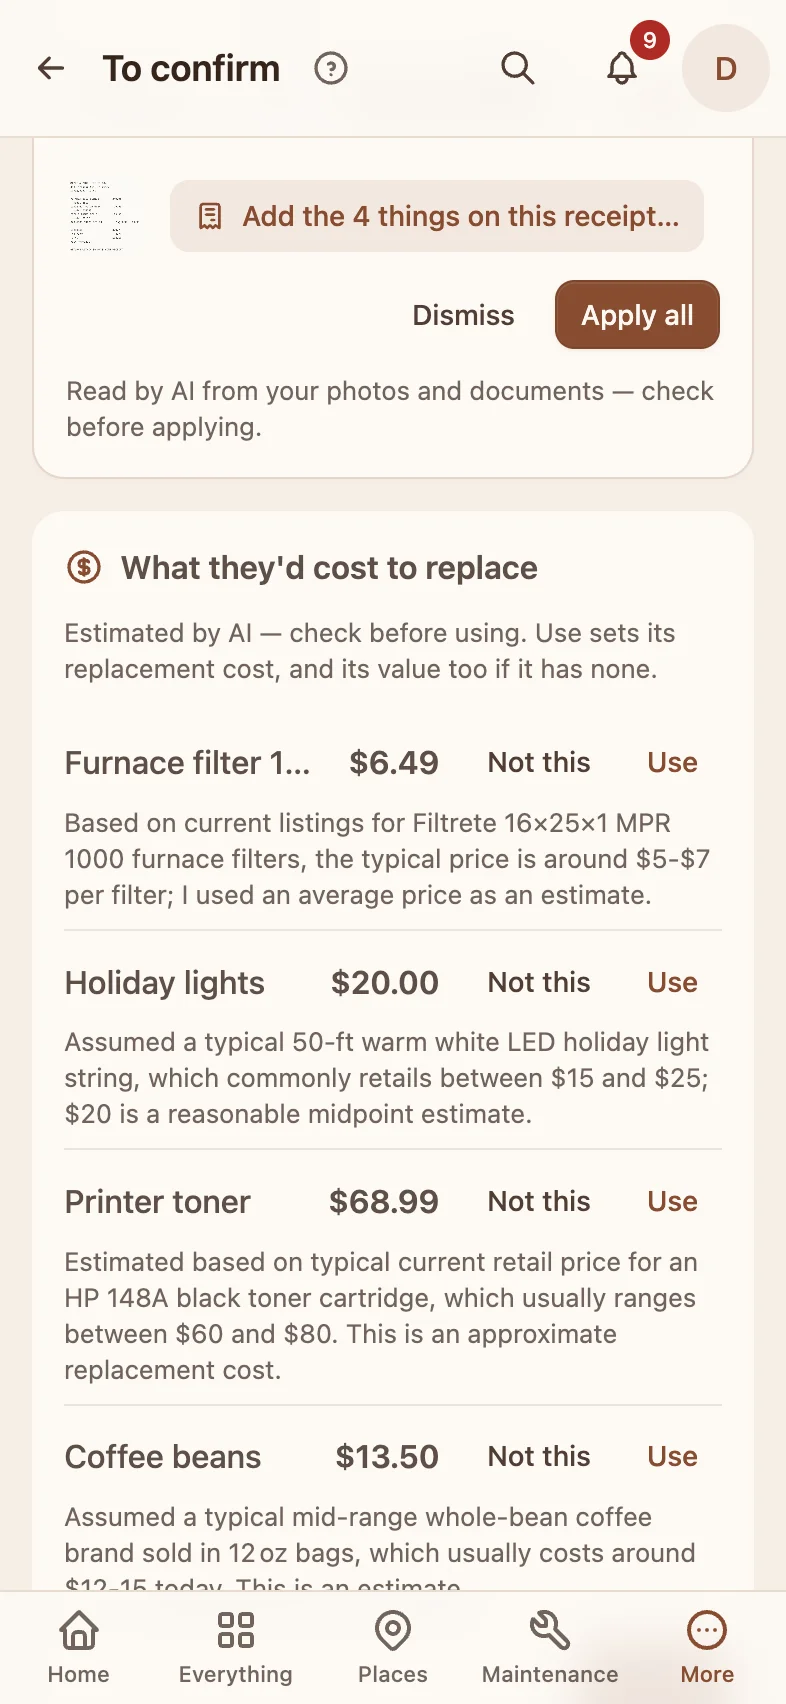 To confirm
9
D
Add the 4 things on this receipt...
Dismiss
Apply all
Read by AI from your photos and documents — check
before applying.
What they'd cost to replace
Estimated by AI — check before using. Use sets its
replacement cost, and its value too if it has none.
Furnace filter 1... $6.49 Not this Use
Based on current listings for Filtrete 16×25×1 MPR
1000 furnace filters, the typical price is around $5-$7
per filter; I used an average price as an estimate.
Holiday lights $20.00 Not this Use
Assumed a typical 50-ft warm white LED holiday light
string, which commonly retails between $15 and $25;
$20 is a reasonable midpoint estimate.
Printer toner $68.99 Not this Use
Estimated based on typical current retail price for an
HP 148A black toner cartridge, which usually ranges
between $60 and $80. This is an approximate
replacement cost.
Coffee beans $13.50 Not this Use
Assumed a typical mid-range whole-bean coffee
brand sold in 12 oz bags, which usually costs around
$12-15 today. This is an estimate
Home Everything Places Maintenance More